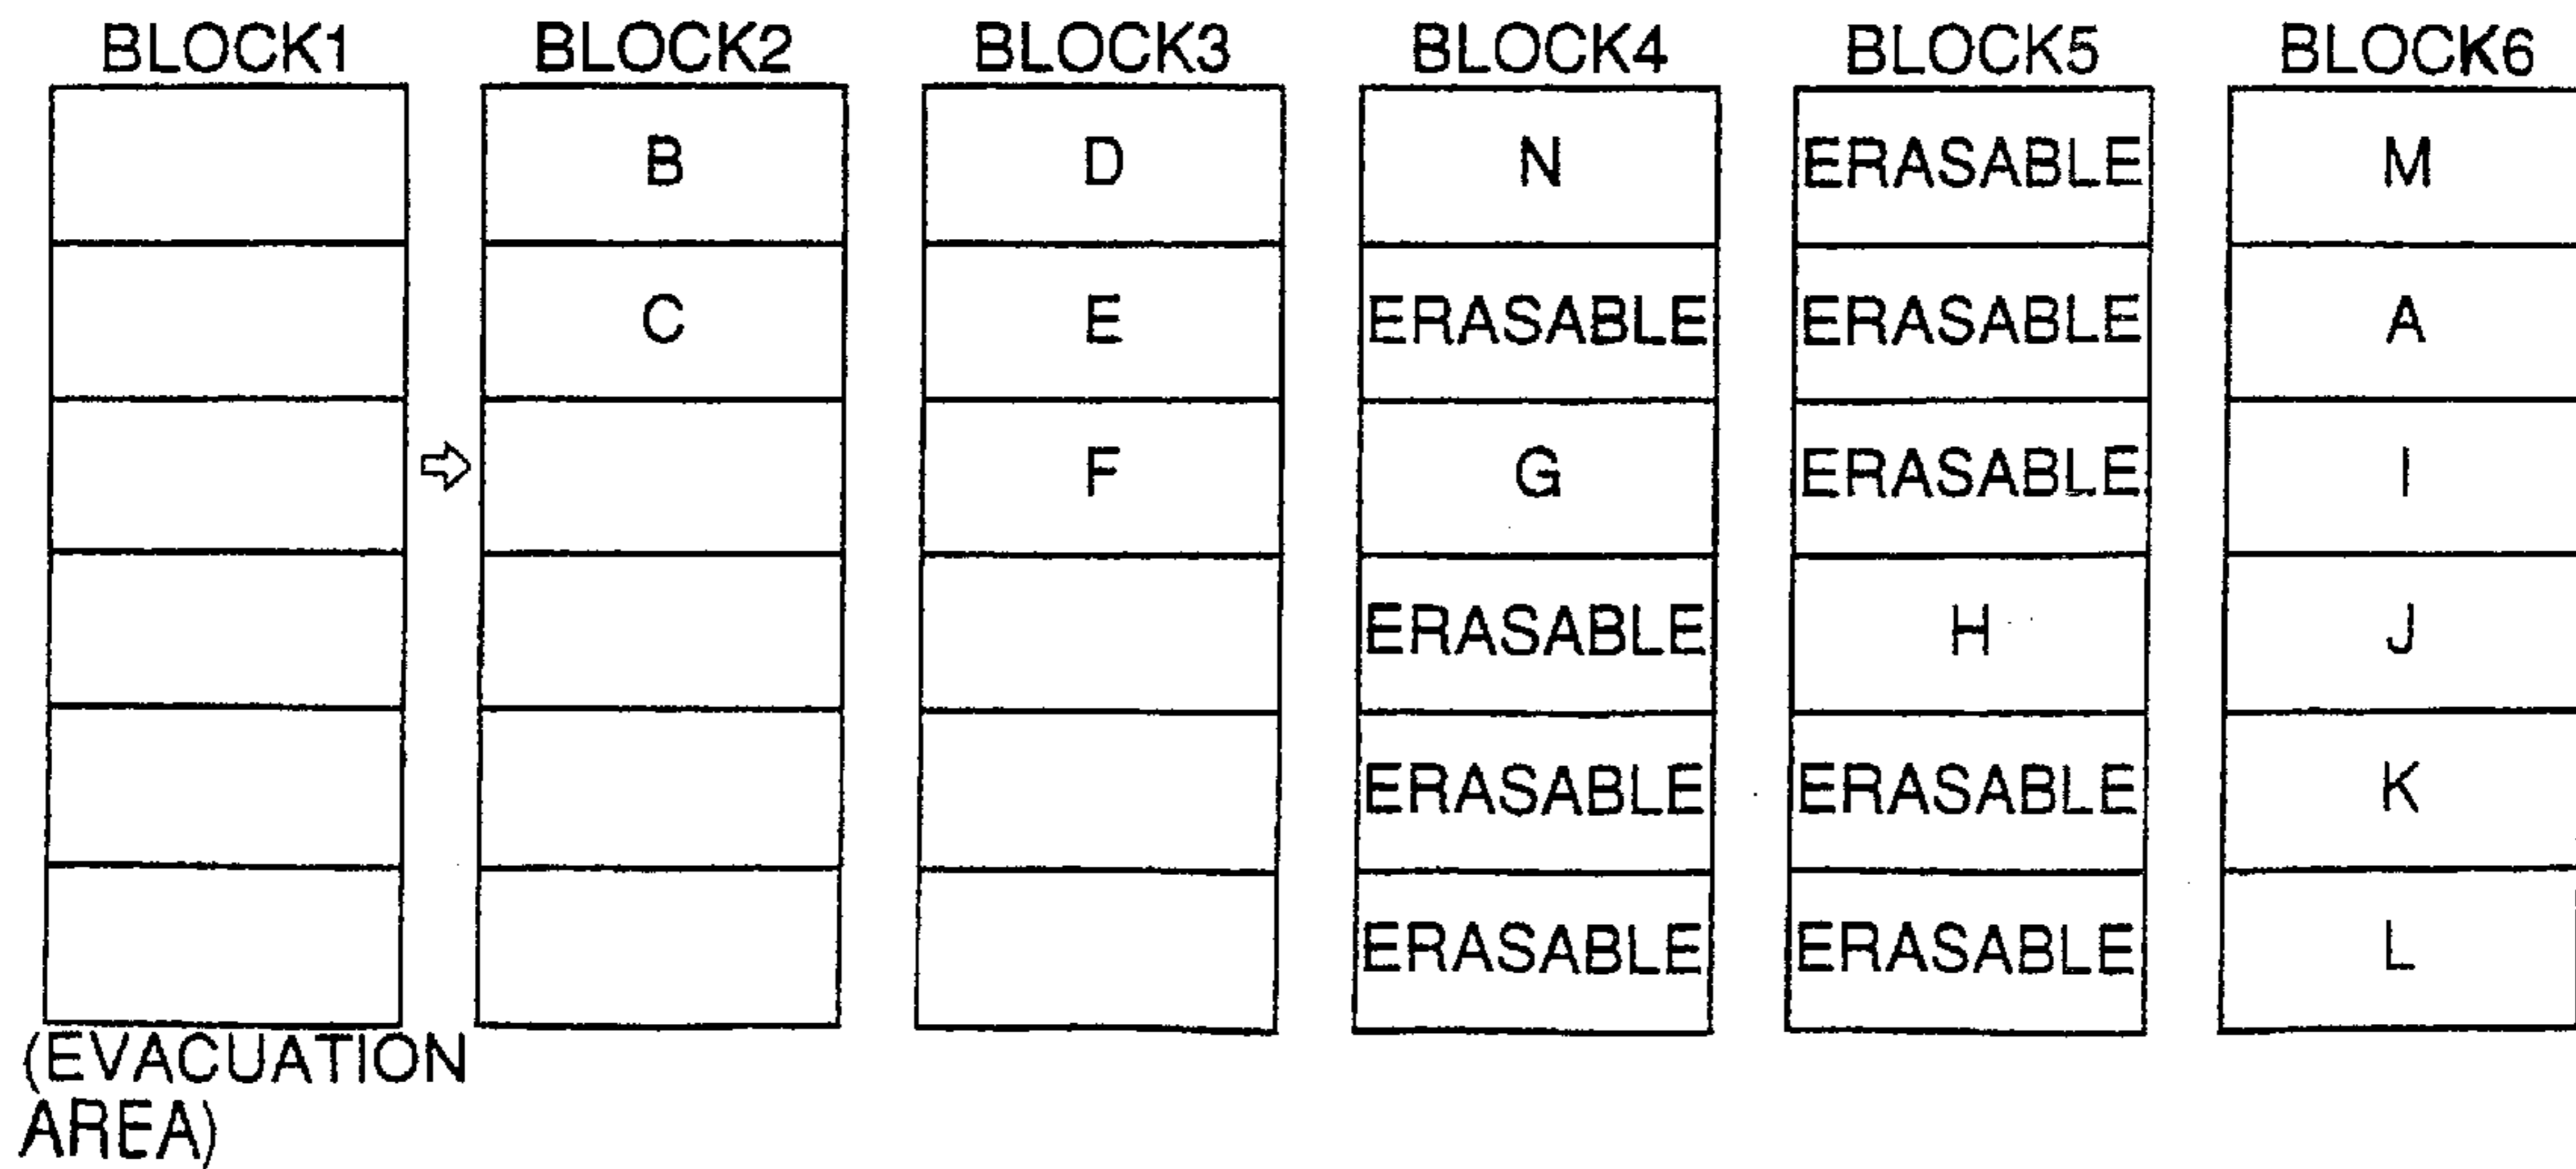 BLOCK1 BLOCK2 BLOCK3 BLOCK4 BLOCK5 BLOCK6
B D N ERASABLE M
C E ERASABLE ERASABLE A
F G ERASABLE I
ERASABLE H J
ERASABLE ERASABLE K
ERASABLE ERASABLE L
(EVACUATION
AREA)